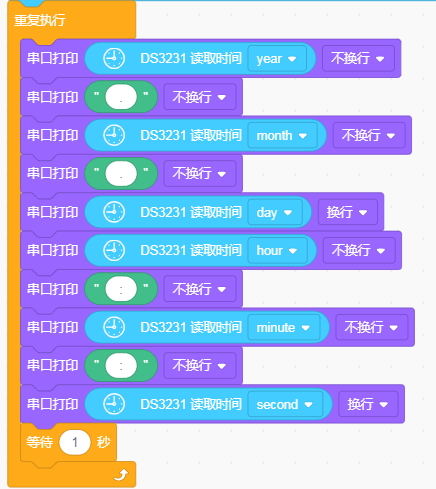 重复执行
串口打印 DS3231 读取时间 year 不换行
串口打印 " . " 不换行
串口打印 DS3231 读取时间 month 不换行
串口打印 " . " 不换行
串口打印 DS3231 读取时间 day 换行
串口打印 DS3231 读取时间 hour 不换行
串口打印 " : " 不换行
串口打印 DS3231 读取时间 minute 不换行
串口打印 " : " 不换行
串口打印 DS3231 读取时间 second 换行
等待 1 秒